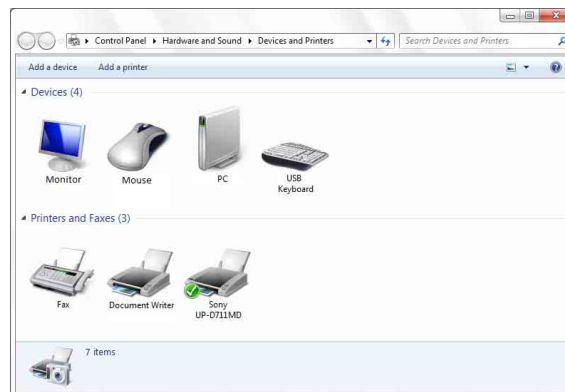 Control Panel ▸ Hardware and Sound ▸ Devices and Printers
Search Devices and Printers
Add a device Add a printer
Devices (4)
Monitor Mouse PC USB Keyboard
Printers and Faxes (3)
Fax Document Writer Sony UP-D711MD
7 items